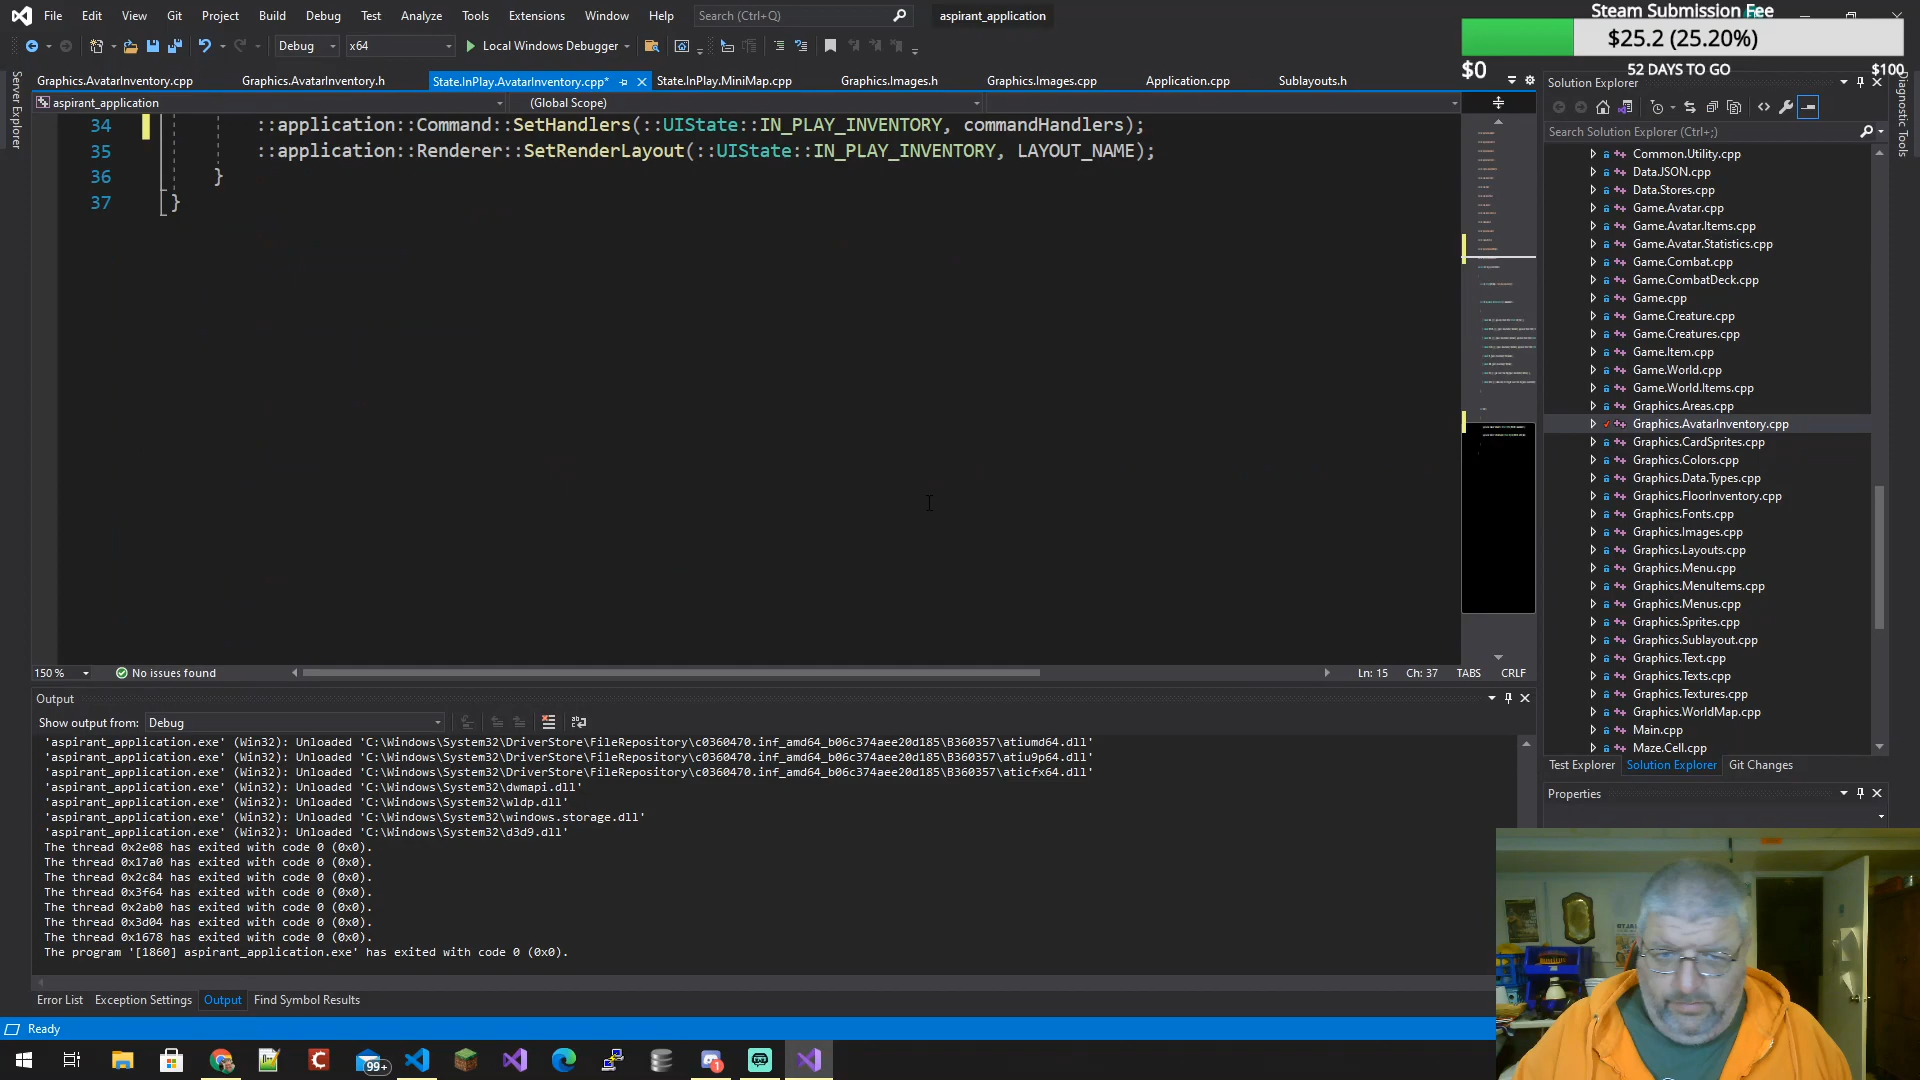 File Edit View Git Project Build Debug Test Analyze Tools Extensions Window Help Search (Ctrl+Q) aspirant_application
Steam Submission Fee
$25.2 (25.20%)
$0 52 DAYS TO GO $100
Debug x64 Local Windows Debugger
Graphics.AvatarInventory.cpp Graphics.AvatarInventory.h State.InPlay.AvatarInventory.cpp* State.InPlay.MiniMap.cpp Graphics.Images.h Graphics.Images.cpp Application.cpp Sublayouts.h
aspirant_application (Global Scope)
34 ::application::Command::SetHandlers(::UIState::IN_PLAY_INVENTORY, commandHandlers);
35 ::application::Renderer::SetRenderLayout(::UIState::IN_PLAY_INVENTORY, LAYOUT_NAME);
36 }
37 }
150 % No issues found Ln: 15 Ch: 37 TABS CRLF
Server Explorer
Diagnostic Tools
Solution Explorer
Search Solution Explorer (Ctrl+;)
Common.Utility.cpp
Data.JSON.cpp
Data.Stores.cpp
Game.Avatar.cpp
Game.Avatar.Items.cpp
Game.Avatar.Statistics.cpp
Game.Combat.cpp
Game.CombatDeck.cpp
Game.cpp
Game.Creature.cpp
Game.Creatures.cpp
Game.Item.cpp
Game.World.cpp
Game.World.Items.cpp
Graphics.Areas.cpp
Graphics.AvatarInventory.cpp
Graphics.CardSprites.cpp
Graphics.Colors.cpp
Graphics.Data.Types.cpp
Graphics.FloorInventory.cpp
Graphics.Fonts.cpp
Graphics.Images.cpp
Graphics.Layouts.cpp
Graphics.Menu.cpp
Graphics.MenuItems.cpp
Graphics.Menus.cpp
Graphics.Sprites.cpp
Graphics.Sublayout.cpp
Graphics.Text.cpp
Graphics.Texts.cpp
Graphics.Textures.cpp
Graphics.WorldMap.cpp
Main.cpp
Maze.Cell.cpp
Test Explorer Solution Explorer Git Changes
Properties
Output
Show output from: Debug
'aspirant_application.exe' (Win32): Unloaded 'C:\Windows\System32\DriverStore\FileRepository\c0360470.inf_amd64_b06c374aee20d185\B360357\atiumd64.dll'
'aspirant_application.exe' (Win32): Unloaded 'C:\Windows\System32\DriverStore\FileRepository\c0360470.inf_amd64_b06c374aee20d185\B360357\atiu9p64.dll'
'aspirant_application.exe' (Win32): Unloaded 'C:\Windows\System32\DriverStore\FileRepository\c0360470.inf_amd64_b06c374aee20d185\B360357\aticfx64.dll'
'aspirant_application.exe' (Win32): Unloaded 'C:\Windows\System32\dwmapi.dll'
'aspirant_application.exe' (Win32): Unloaded 'C:\Windows\System32\wldp.dll'
'aspirant_application.exe' (Win32): Unloaded 'C:\Windows\System32\windows.storage.dll'
'aspirant_application.exe' (Win32): Unloaded 'C:\Windows\System32\d3d9.dll'
The thread 0x2e08 has exited with code 0 (0x0).
The thread 0x17a0 has exited with code 0 (0x0).
The thread 0x2c84 has exited with code 0 (0x0).
The thread 0x3f64 has exited with code 0 (0x0).
The thread 0x2ab0 has exited with code 0 (0x0).
The thread 0x3d04 has exited with code 0 (0x0).
The thread 0x1678 has exited with code 0 (0x0).
The program '[1860] aspirant_application.exe' has exited with code 0 (0x0).
Error List Exception Settings Output Find Symbol Results
Ready
99+
1